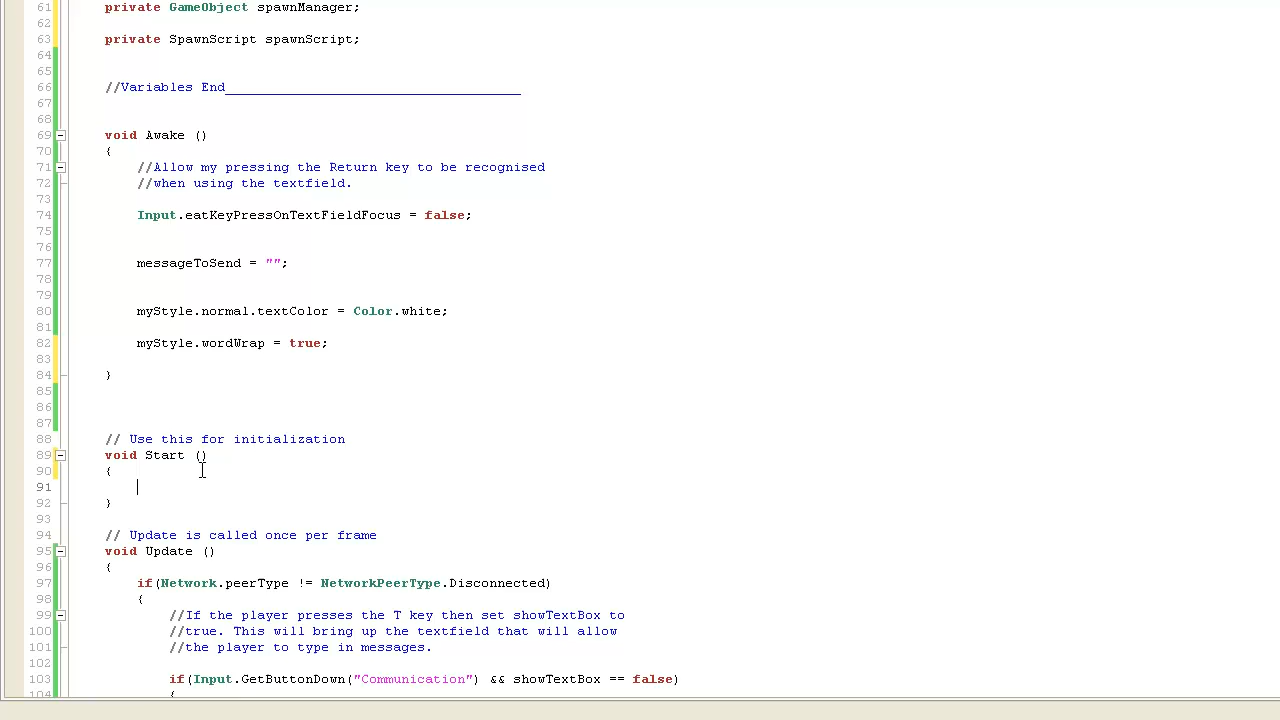 61 private GameObject spawnManager;
62
63 private SpawnScript spawnScript;
64
65
66 //Variables End_____________________________________
67
68
69 void Awake ()
70 {
71 //Allow my pressing the Return key to be recognised
72 //when using the textfield.
73
74 Input.eatKeyPressOnTextFieldFocus = false;
75
76
77 messageToSend = "";
78
79
80 myStyle.normal.textColor = Color.white;
81
82 myStyle.wordWrap = true;
83
84 }
85
86
87
88 // Use this for initialization
89 void Start ()
90 {
91
92 }
93
94 // Update is called once per frame
95 void Update ()
96 {
97 if(Network.peerType != NetworkPeerType.Disconnected)
98 {
99 //If the player presses the T key then set showTextBox to
100 //true. This will bring up the textfield that will allow
101 //the player to type in messages.
102
103 if(Input.GetButtonDown("Communication") && showTextBox == false)
104 {